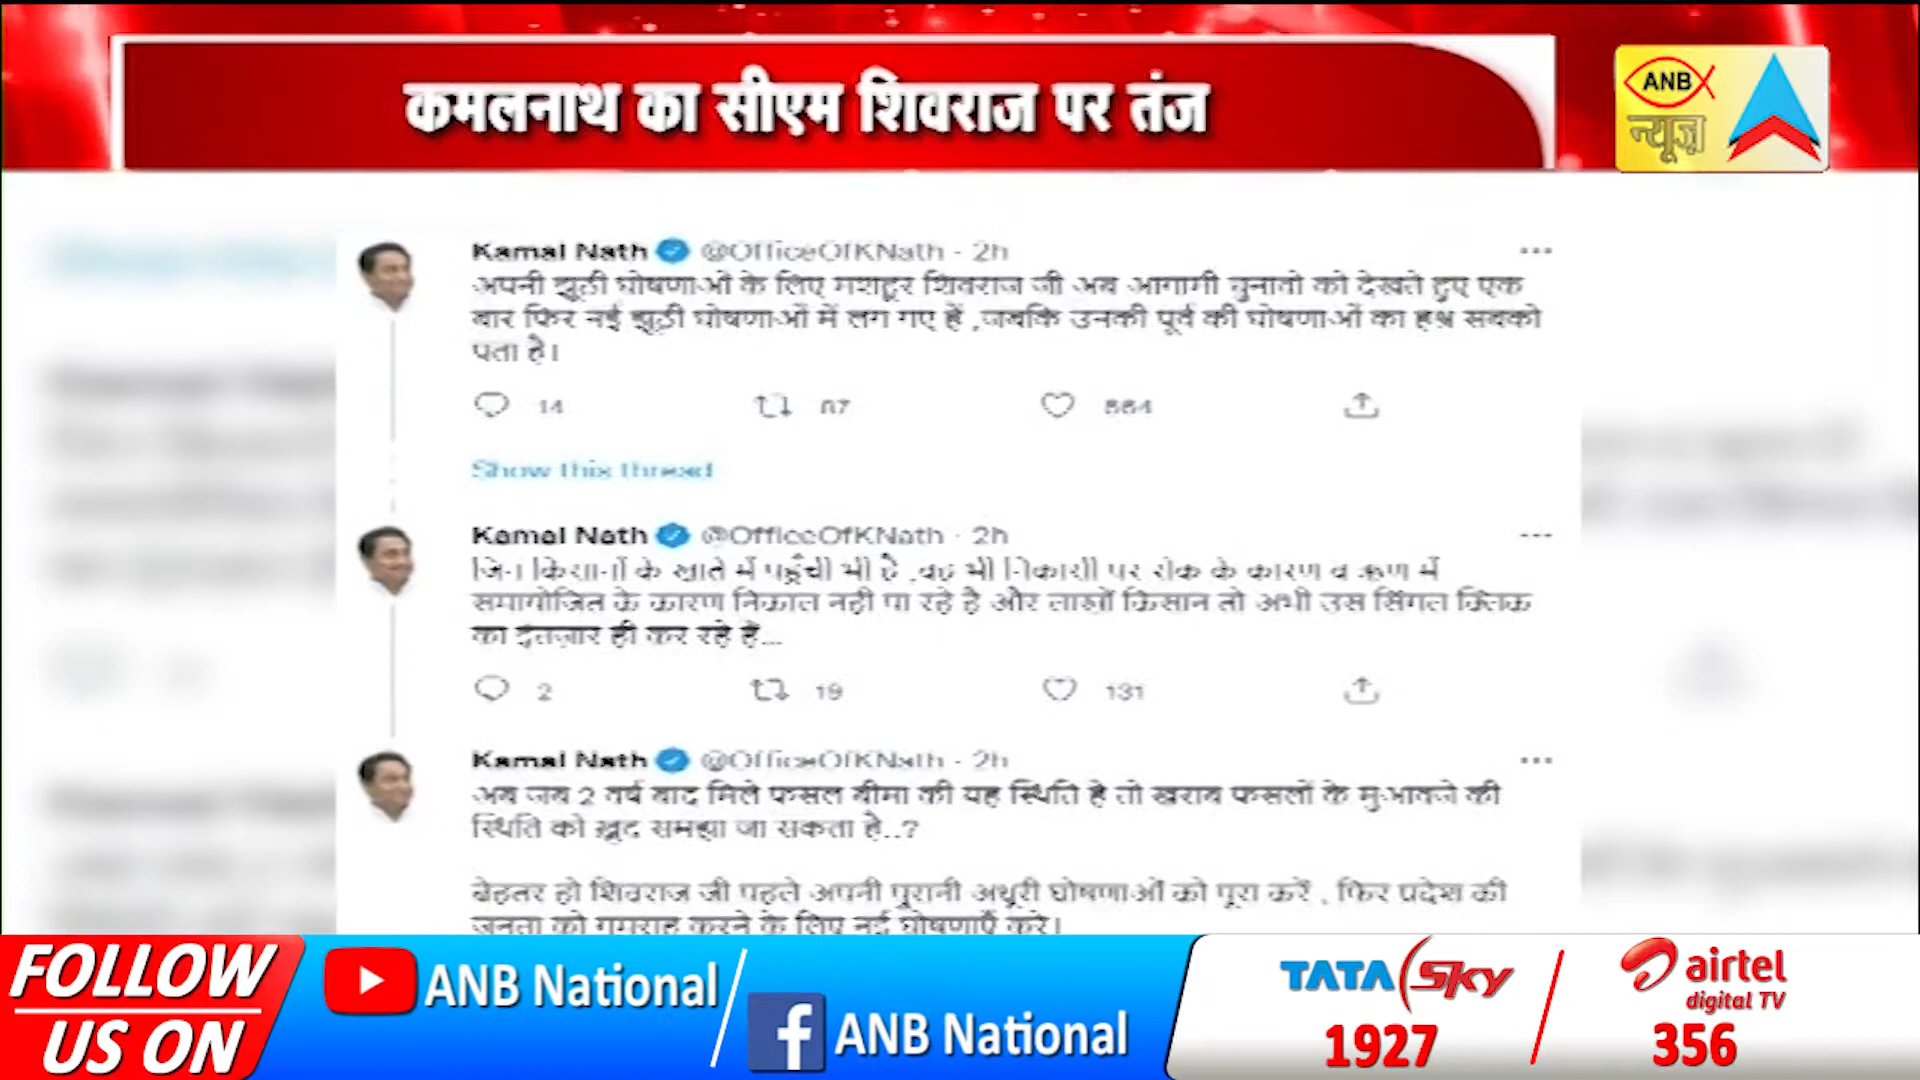 कमलनाथ का सीएम शिवराज पर तंज
ANB
न्यूज़
Kamal Nath @OfficeOfKNath · 2h
अपनी झूठी घोषणाओं के लिए मशहूर शिवराज जी अब आगामी चुनावो को देखते हुए एक
बार फिर नई झूठी घोषणाओं में लग गए हैं ,जबकि उनकी पूर्व की घोषणाओं का हश्र सबको
पता है।
14 67
Show this thread
Kamal Nath @OfficeOfKNath · 2h
जिन किसानों के खाते में पहुँची भी है ,वह भी निकासी पर रोक के कारण व ऋण में
समायोजित के कारण निकाल नही पा रहे है और लाखों किसान तो अभी उस सिंगल क्लिक
का इंतज़ार ही कर रहे हैं...
2 19 131
Kamal Nath @OfficeOfKNath · 2h
अब जब 2 वर्ष बाद मिले फसल बीमा की यह स्थिति है तो खराब फसलों के मुआवजे की
स्थिति को ख़ुद समझा जा सकता है..?
बेहतर हो शिवराज जी पहले अपनी पुरानी अधूरी घोषणाओं को पूरा करें , फिर प्रदेश की
जनता को गुमराह करने के लिए नई घोषणाएँ करे।
FOLLOW
US ON
ANB National
f ANB National
TATA Sky
1927
airtel
digital TV
356